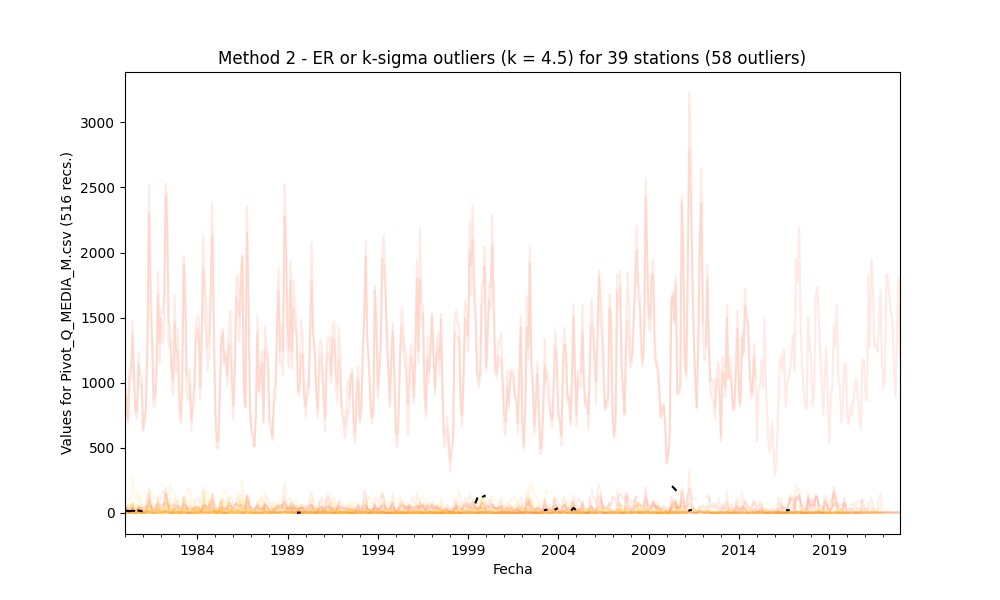 Method 2 - ER or k-sigma outliers (k = 4.5) for 39 stations (58 outliers)
Values for Pivot_Q_MEDIA_M.csv (516 recs.)
3000
2500
2000
1500
1000
500
0
1984 1989 1994 1999 2004 2009 2014 2019
Fecha